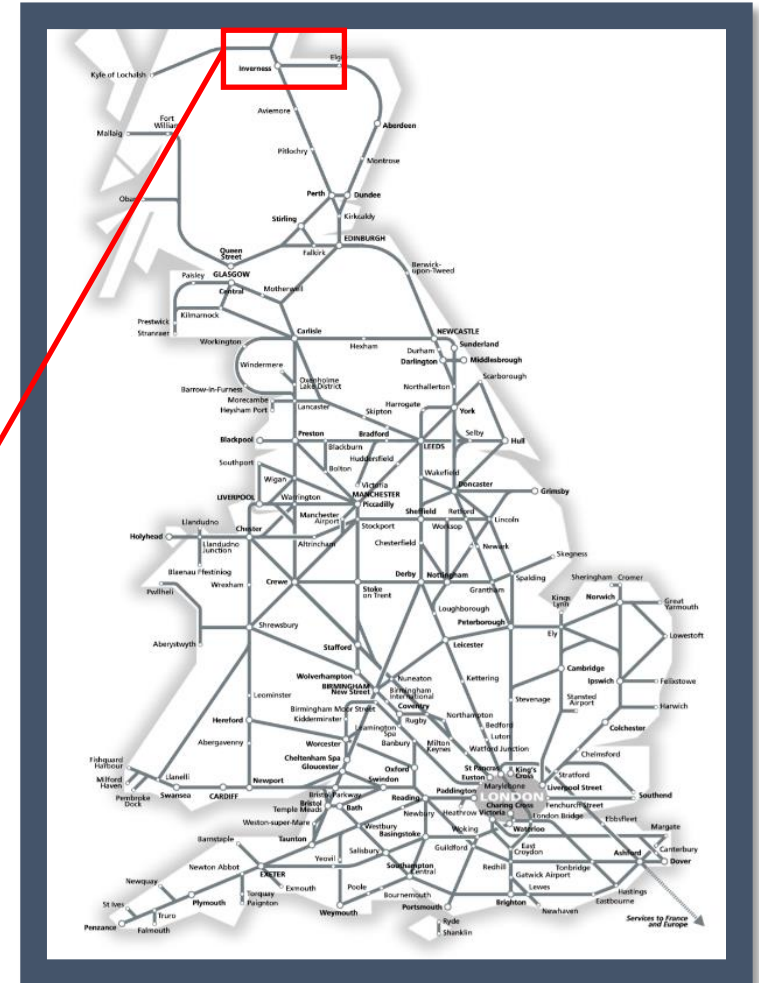 Elgin
Inverness
Kyle of Lochalsh
Aviemore
Fort
William
Mallaig
Aberdeen
Pitlochry
Montrose
Perth
Dundee
Oban
Kirkcaldy
Stirling
EDINBURGH
Queen
Street
Falkirk
Berwick-
upon-Tweed
Paisley
GLASGOW
Central
Motherwell
Kilmarnock
Prestwick
Stranraer
Carlisle
NEWCASTLE
Workington
Hexham
Sunderland
Durham
Darlington
Middlesbrough
Windermere
Scarborough
Oxenholme
Lake District
Barrow-in-Furness
Northallerton
Morecambe
Heysham Port
Lancaster
Harrogate
York
Skipton
Blackpool
Preston
Bradford
LEEDS
Selby
Hull
Blackburn
Huddersfield
Southport
Bolton
Wakefield
Wigan
Victoria
Doncaster
Grimsby
MANCHESTER
Piccadilly
LIVERPOOL
Warrington
Manchester
Airport
Stockport
Sheffield
Retford
Worksop
Lincoln
Llandudno
Holyhead
Llandudno
Junction
Chester
Altrincham
Chesterfield
Newark
Skegness
Blaenau Ffestiniog
Pwllheli
Wrexham
Crewe
Stoke
on Trent
Derby
Nottingham
Grantham
Spalding
Sheringham
Cromer
Kings
Lynn
Norwich
Great
Yarmouth
Loughborough
Aberystwyth
Shrewsbury
Peterborough
Ely
Lowestoft
Stafford
Leicester
Wolverhampton
Nuneaton
Cambridge
BIRMINGHAM
New Street
Birmingham
International
Kettering
Ipswich
Felixstowe
Leominster
Birmingham Moor Street
Kidderminster
Coventry
Stevenage
Stansted
Airport
Harwich
Hereford
Rugby
Northampton
Leamington
Spa
Bedford
Colchester
Worcester
Banbury
Milton
Keynes
Luton
Abergavenny
Watford Junction
Chelmsford
Cheltenham Spa
Gloucester
Oxford
St Pancras
Euston
King's
Cross
Stratford
Fishguard
Harbour
Milford
Haven
Pembroke
Dock
Llanelli
Swansea
CARDIFF
Newport
Swindon
Marylebone
Liverpool Street
Bristol Parkway
Reading
Paddington
LONDON
Southend
Bristol
Temple Meads
Bath
Newbury
Heathrow
Victoria
Charing Cross
Fenchurch Street
London Bridge
Ebbsfleet
Weston-super-Mare
Westbury
Basingstoke
Woking
Waterloo
Margate
Barnstaple
Taunton
Salisbury
Guildford
East
Croydon
Ashford
Canterbury
Dover
Newton Abbot
Yeovil
Southampton
Central
Redhill
Gatwick Airport
Tonbridge
EXETER
Newquay
Exmouth
Poole
Bournemouth
Lewes
Hastings
St Ives
Plymouth
Torquay
Paignton
Weymouth
Portsmouth
Brighton
Newhaven
Eastbourne
Truro
Penzance
Falmouth
Ryde
Shanklin
Services to France
and Europe